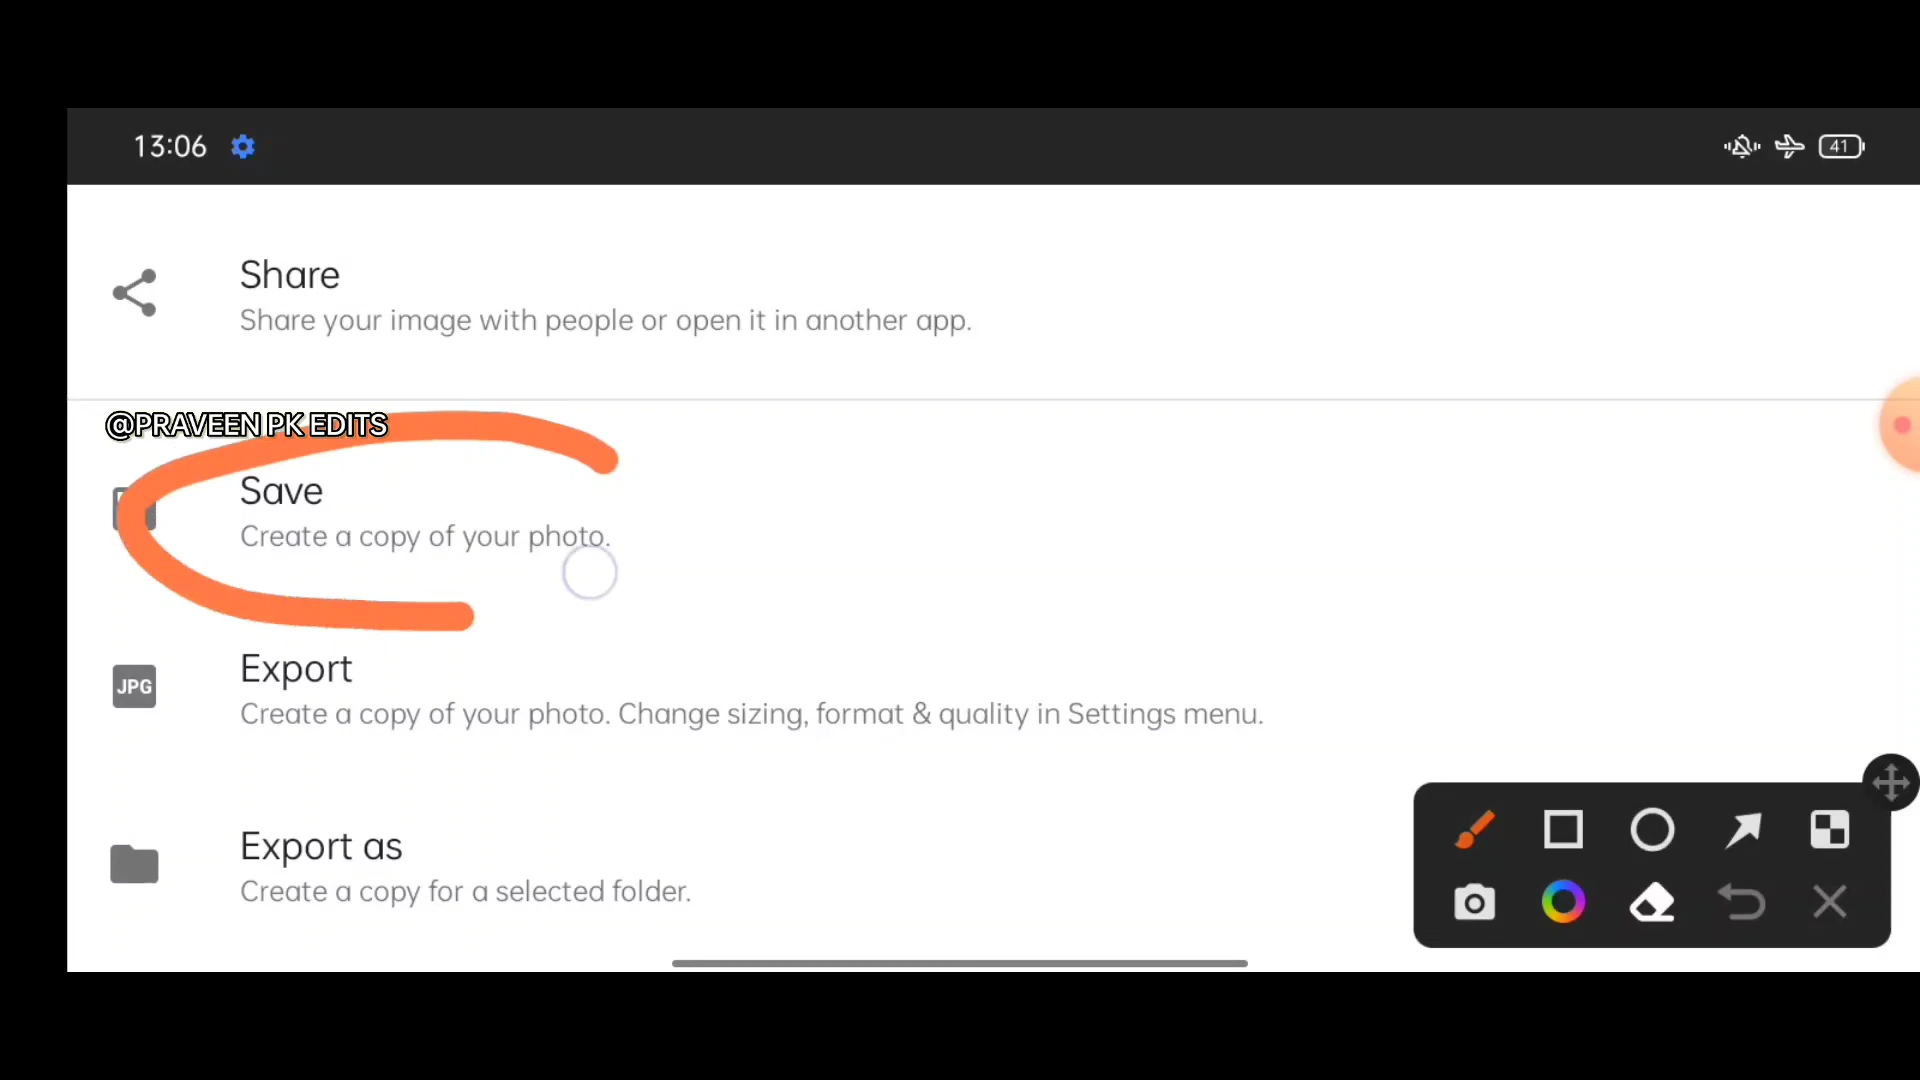 13:06
41
Share
Share your image with people or open it in another app.
@PRAVEEN PK EDITS
Save
Create a copy of your photo.
JPG
Export
Create a copy of your photo. Change sizing, format & quality in Settings menu.
Export as
Create a copy for a selected folder.